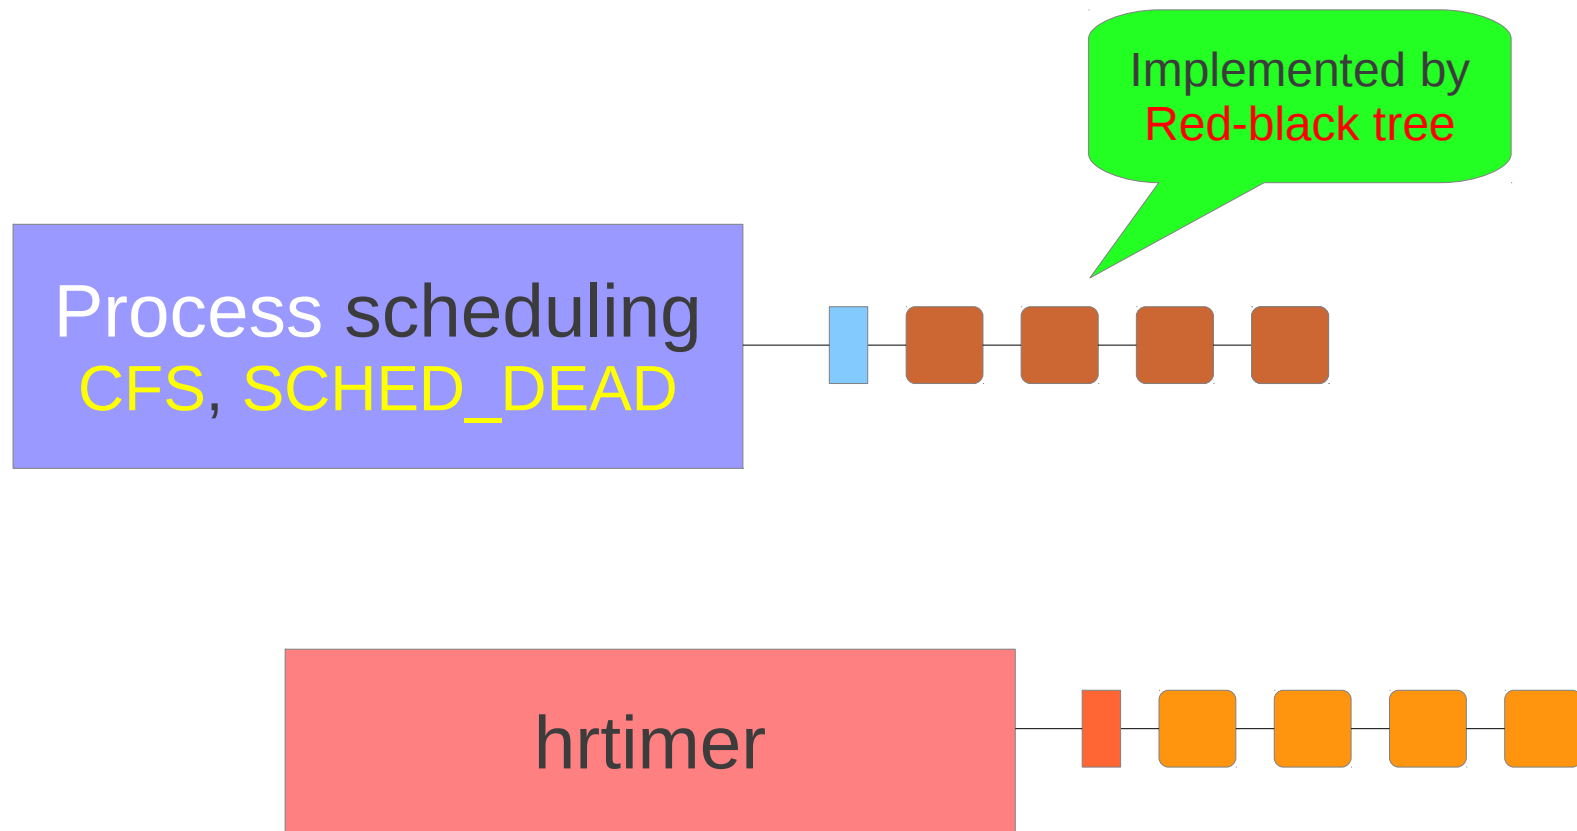 Implemented by
Red-black tree
Process scheduling
CFS, SCHED_DEAD
hrtimer